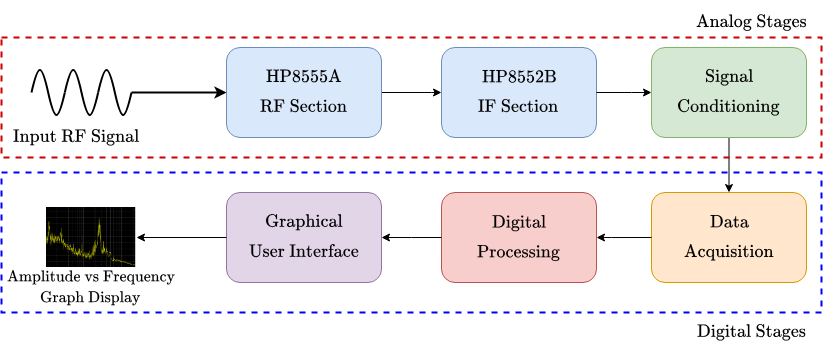 Analog Stages
HP8555A
RF Section
HP8552B
IF Section
Signal
Conditioning
Input RF Signal
Graphical
User Interface
Digital
Processing
Data
Acquisition
Amplitude vs Frequency
Graph Display
Digital Stages